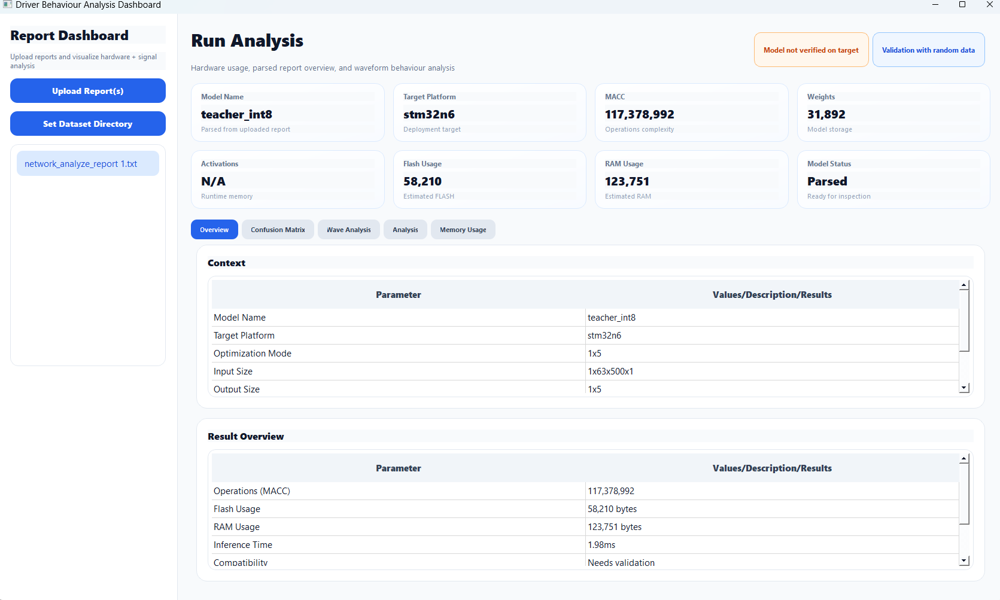 Driver Behaviour Analysis Dashboard
Report Dashboard
Upload reports and visualize hardware + signal
analysis
Upload Report(s)
Set Dataset Directory
network_analyze_report 1.txt
Run Analysis
Hardware usage, parsed report overview, and waveform behaviour analysis
Model not verified on target
Validation with random data
Model Name
teacher_int8
Parsed from uploaded report
Target Platform
stm32n6
Deployment target
MACC
117,378,992
Operations complexity
Weights
31,892
Model storage
Activations
N/A
Runtime memory
Flash Usage
58,210
Estimated FLASH
RAM Usage
123,751
Estimated RAM
Model Status
Parsed
Ready for inspection
Overview Confusion Matrix Wave Analysis Analysis Memory Usage
Context
Parameter Values/Description/Results
Model Name teacher_int8
Target Platform stm32n6
Optimization Mode 1x5
Input Size 1x63x500x1
Output Size 1x5
Result Overview
Parameter Values/Description/Results
Operations (MACC) 117,378,992
Flash Usage 58,210 bytes
RAM Usage 123,751 bytes
Inference Time 1.98ms
Compatibility Needs validation